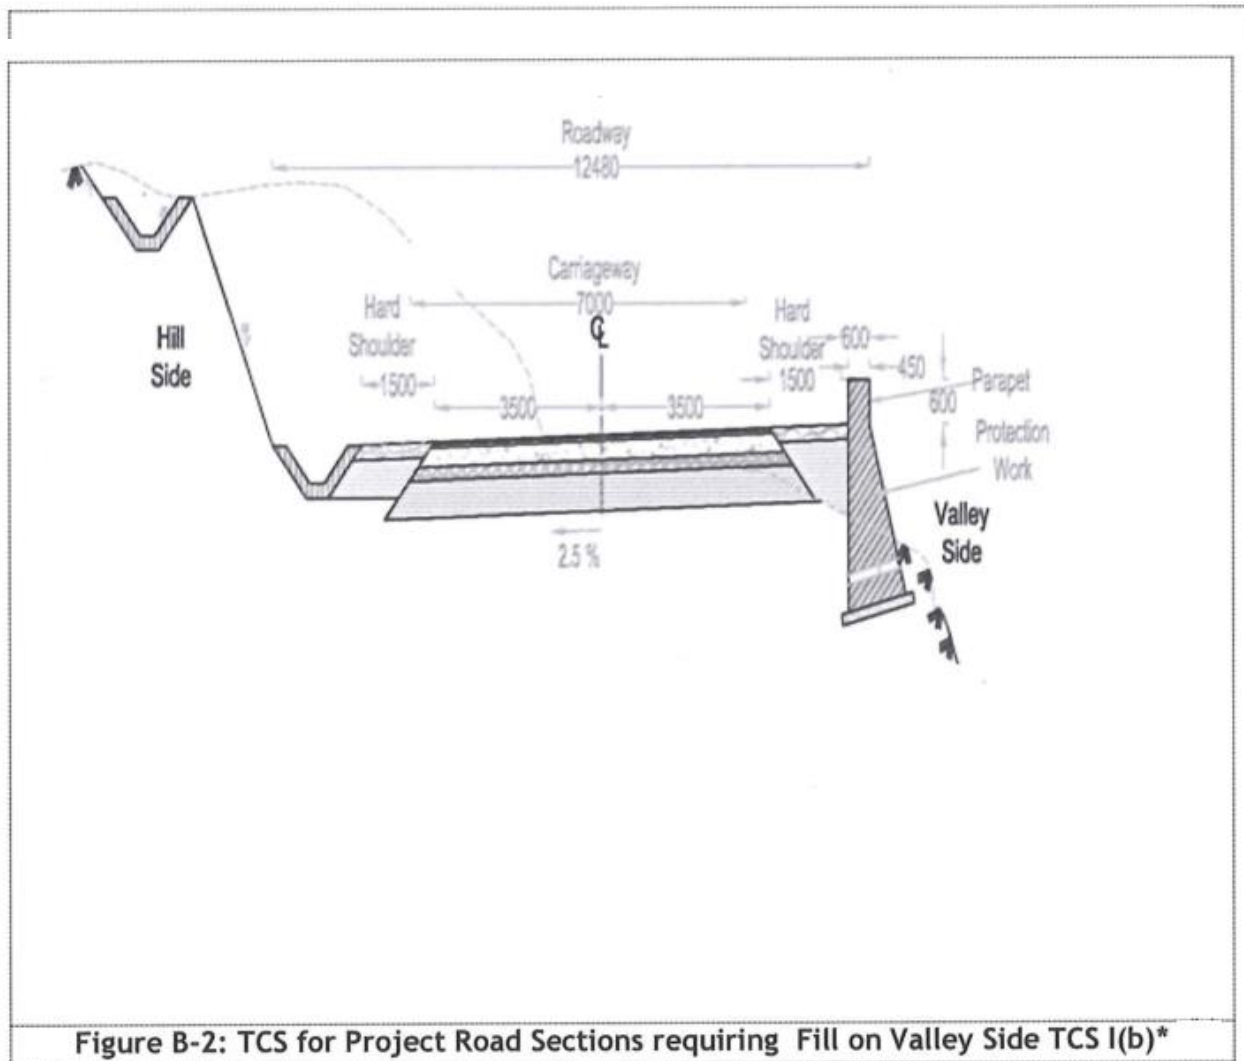 Roadway
12480
Carriageway
7000
Hard
Shoulder
1500
CL
Hard
Shoulder
1500
600
450
600
Parapet
Protection
Work
Hill
Side
3500
3500
Valley
Side
2.5 %
Figure B-2: TCS for Project Road Sections requiring Fill on Valley Side TCS I(b)*